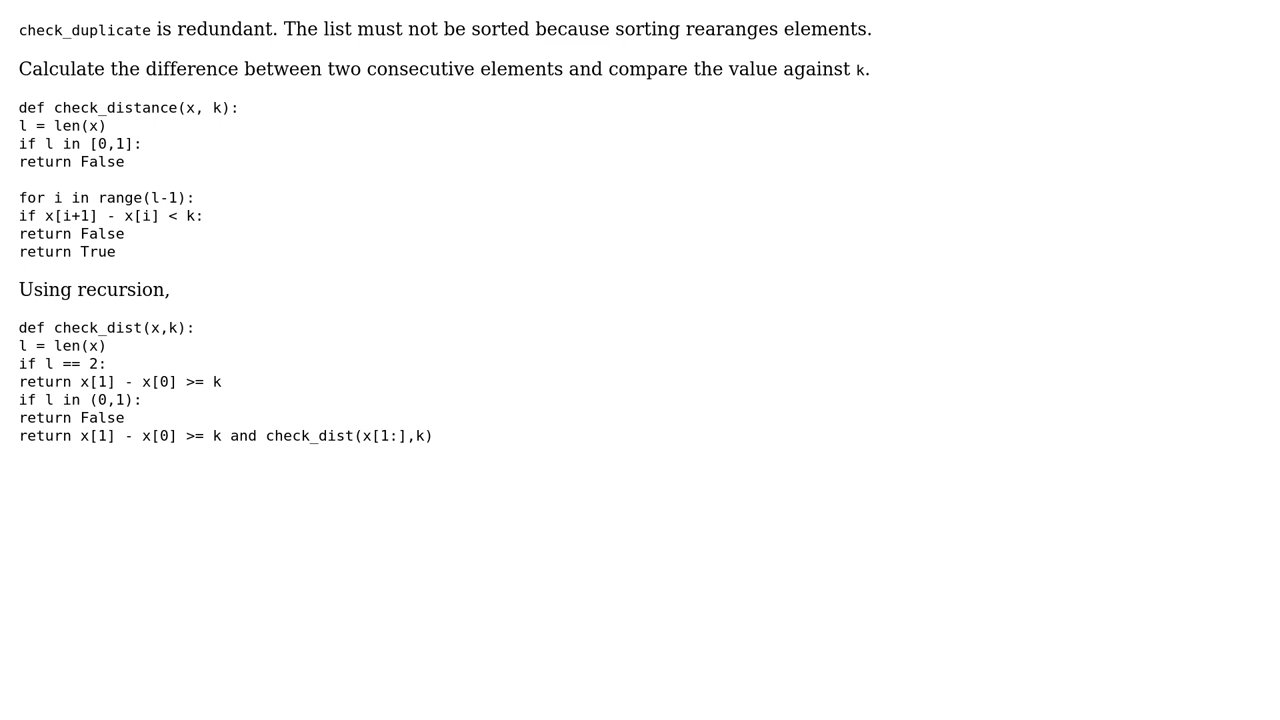 check_duplicate is redundant. The list must not be sorted because sorting rearanges elements.
Calculate the difference between two consecutive elements and compare the value against k.
def check_distance(x, k):
l = len(x)
if l in [0,1]:
return False
for i in range(l-1):
if x[i+1] - x[i] < k:
return False
return True
Using recursion,
def check_dist(x,k):
l = len(x)
if l == 2:
return x[1] - x[0] >= k
if l in (0,1):
return False
return x[1] - x[0] >= k and check_dist(x[1:],k)